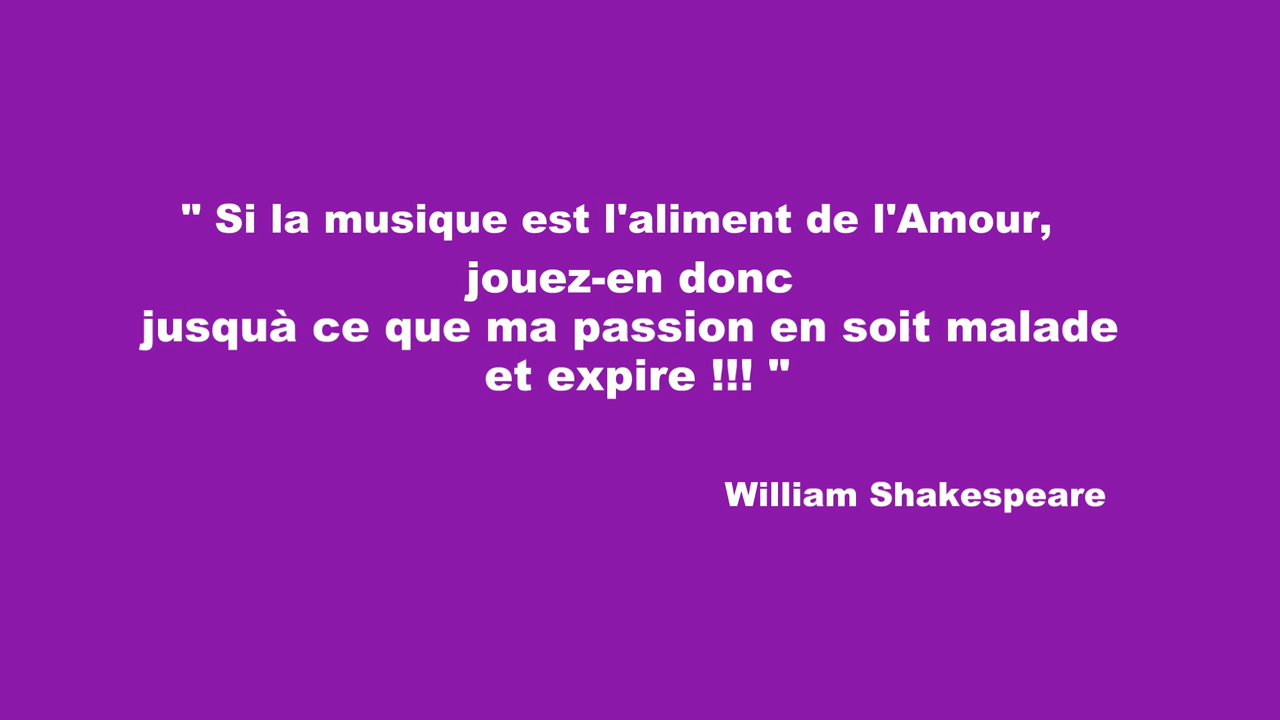 " Si la musique est l'aliment de l'Amour,
jouez-en donc
jusquà ce que ma passion en soit malade
et expire !!! "
William Shakespeare